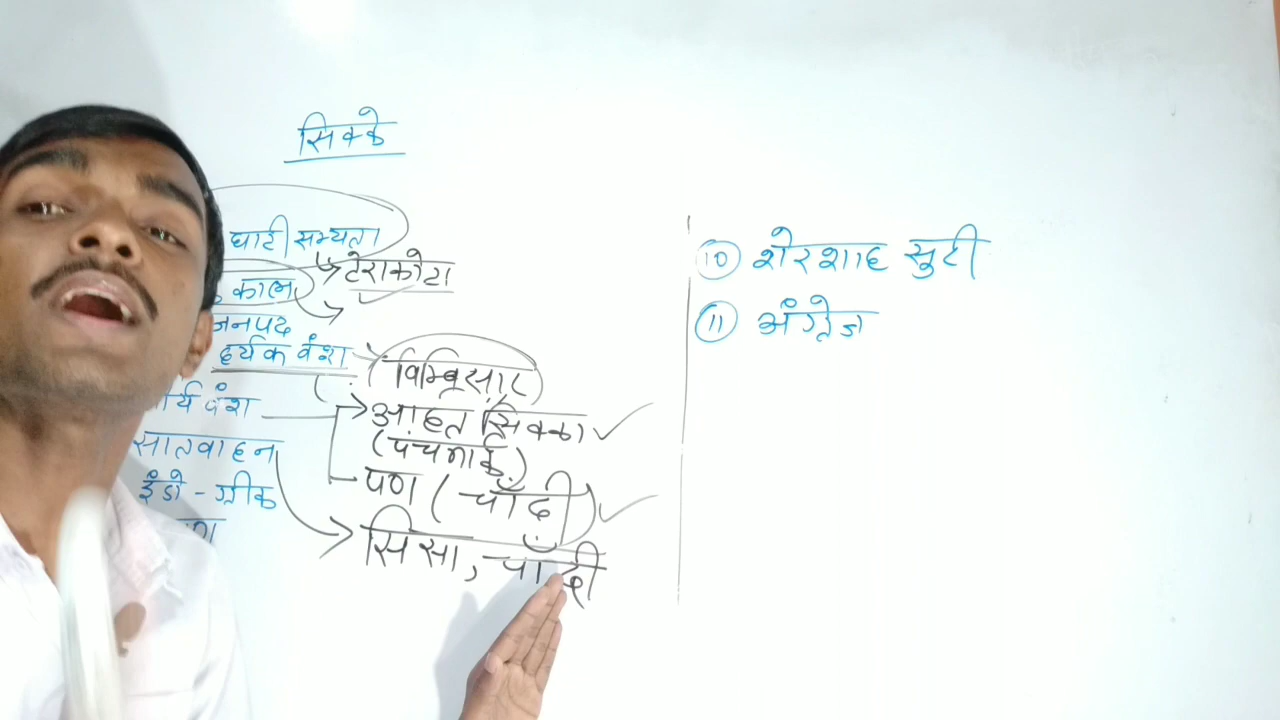 सिक्के
घाटी सभ्यता
टेराकोटा
काल
जनपद
हर्यक वंश
बिम्बिसार
र्य वंश
आहत सिक्का
(पंचमार्क)
पण (चाँदी)
सातवाहन
इंडो-ग्रीक
सिसा, चाँदी
10 शेरशाह सुरी
11 अंग्रेज